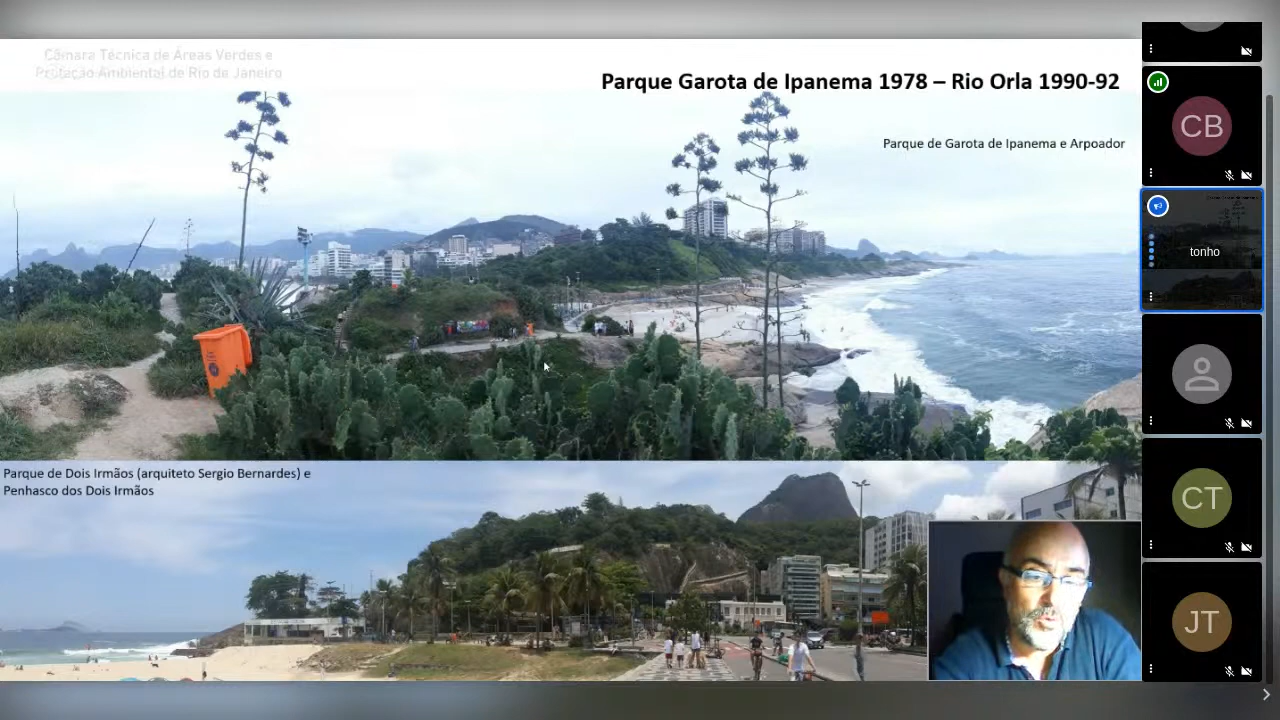 Câmara Técnica de Áreas Verdes e
Proteção Ambiental de Rio de Janeiro
Parque Garota de Ipanema 1978 – Rio Orla 1990-92
Parque de Garota de Ipanema e Arpoador
Parque de Dois Irmãos (arquiteto Sergio Bernardes) e
Penhasco dos Dois Irmãos
CB
tonho
CT
JT